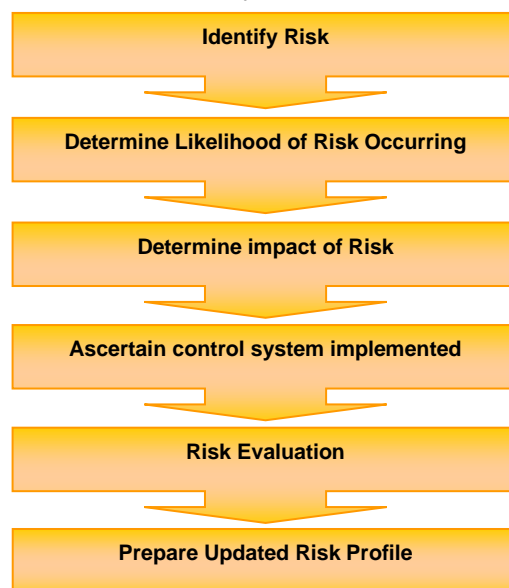 Identify Risk
Determine Likelihood of Risk Occurring
Determine impact of Risk
Ascertain control system implemented
Risk Evaluation
Prepare Updated Risk Profile